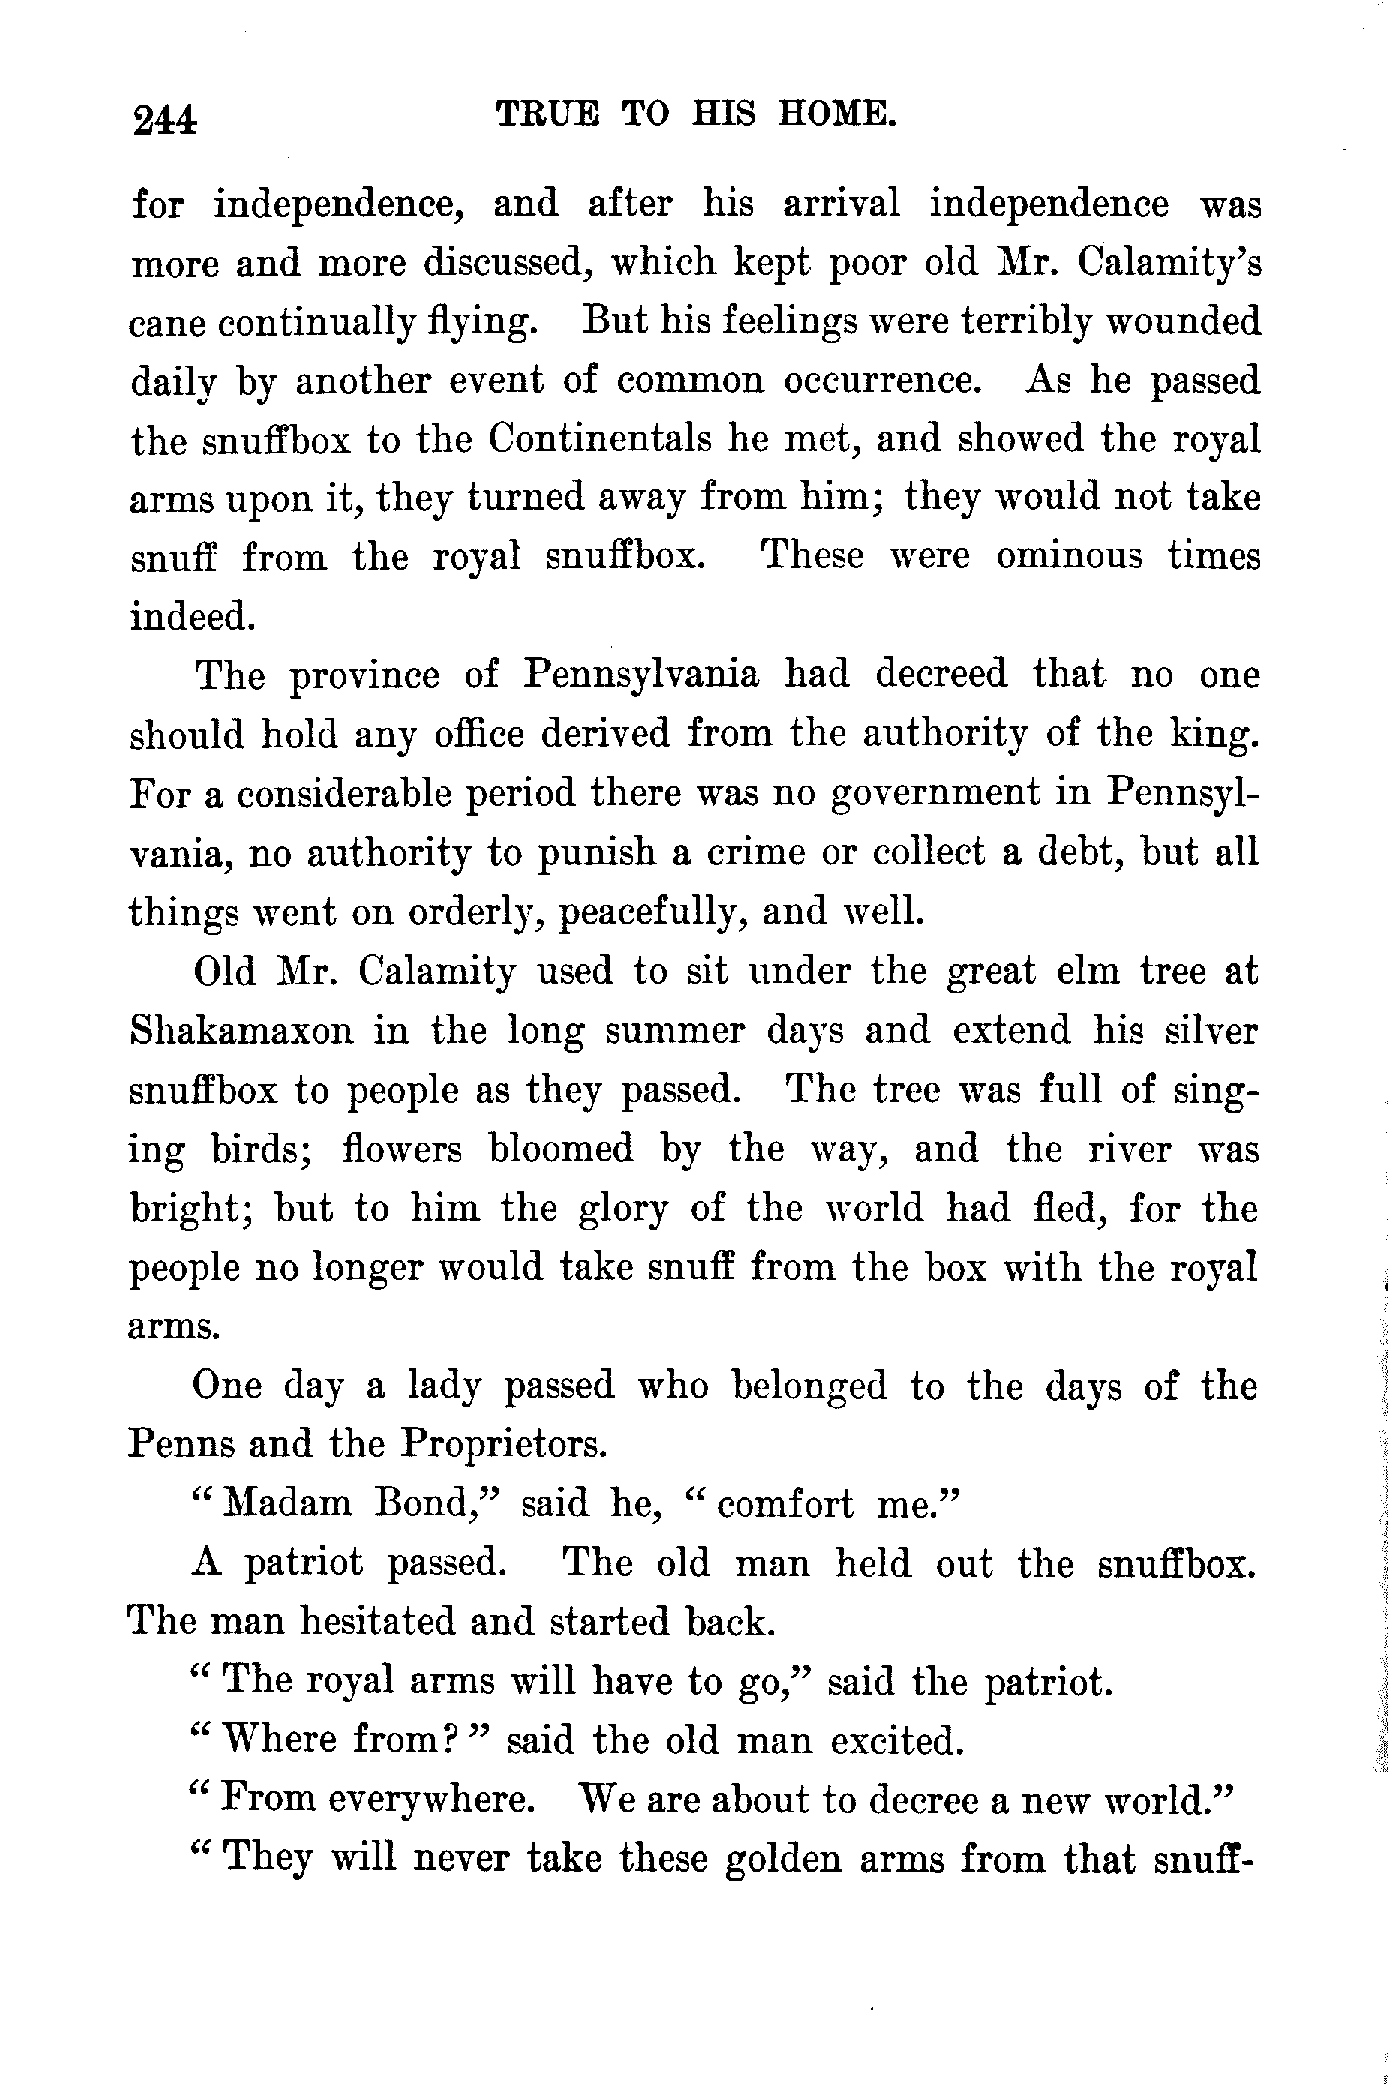 244 TRUE TO HIS HOME.
for independence, and after his arrival independence was
more and more discussed, which kept poor old Mr. Calamity's
cane continually flying. But his feelings were terribly wounded
daily by another event of common occurrence. As he passed
the snuffbox to the Continentals he met, and showed the royal
arms upon it, they turned away from him; they would not take
snuff from the royal snuffbox. These were ominous times
indeed.
The province of Pennsylvania had decreed that no one
should hold any office derived from the authority of the king.
For a considerable period there was no government in Pennsyl-
vania, no authority to punish a crime or collect a debt, but all
things went on orderly, peacefully, and well.
Old Mr. Calamity used to sit under the great elm tree at
Shakamaxon in the long summer days and extend his silver
snuffbox to people as they passed. The tree was full of sing-
ing birds; flowers bloomed by the way, and the river was
bright; but to him the glory of the world had fled, for the
people no longer would take snuff from the box with the royal
arms.
One day a lady passed who belonged to the days of the
Penns and the Proprietors.
"Madam Bond," said he, "comfort me."
A patriot passed. The old man held out the snuffbox.
The man hesitated and started back.
"The royal arms will have to go," said the patriot.
"Where from?" said the old man excited.
"From everywhere. We are about to decree a new world."
"They will never take these golden arms from that snuff-